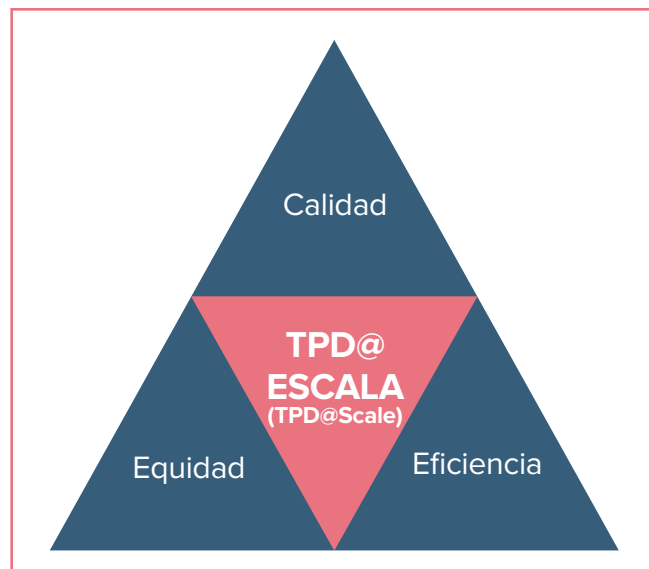 Calidad
TPD@
ESCALA
(TPD@Scale)
Equidad
Eficiencia